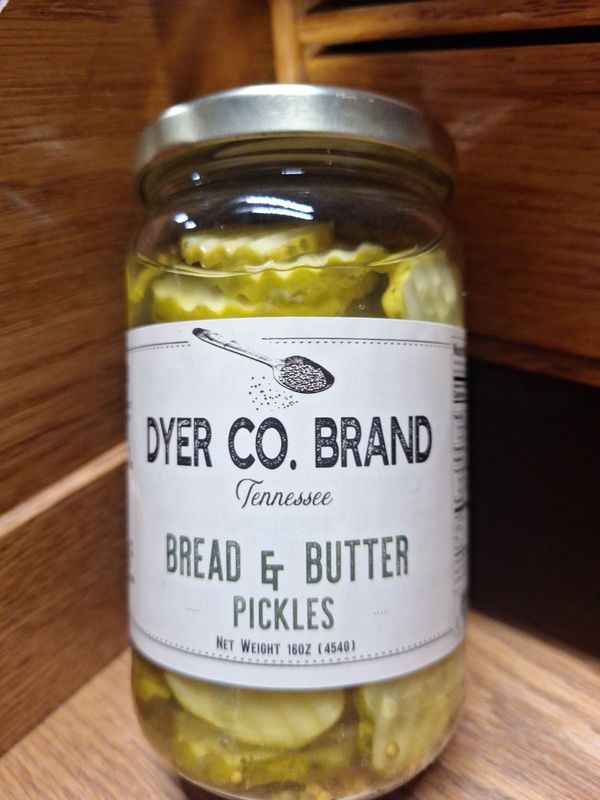 DYER CO. BRAND
Tennessee
BREAD & BUTTER
PICKLES
NET WEIGHT 16OZ (454G)